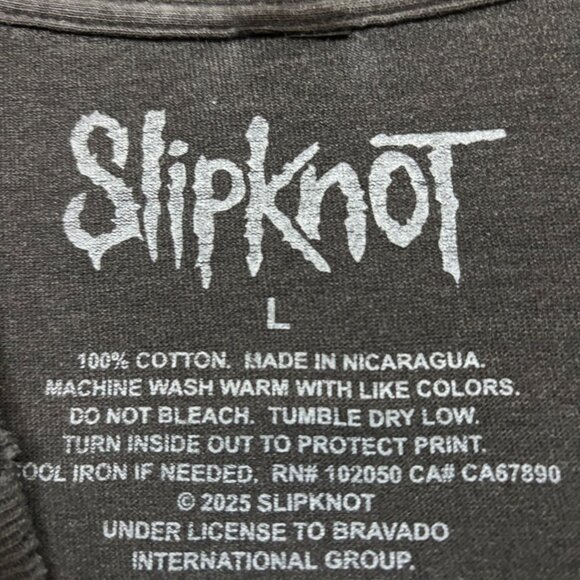 SlipknoT
L
100% COTTON. MADE IN NICARAGUA.
MACHINE WASH WARM WITH LIKE COLORS.
DO NOT BLEACH. TUMBLE DRY LOW.
TURN INSIDE OUT TO PROTECT PRINT.
COOL IRON IF NEEDED. RN# 102050 CA# CA67890
© 2025 SLIPKNOT
UNDER LICENSE TO BRAVADO
INTERNATIONAL GROUP.